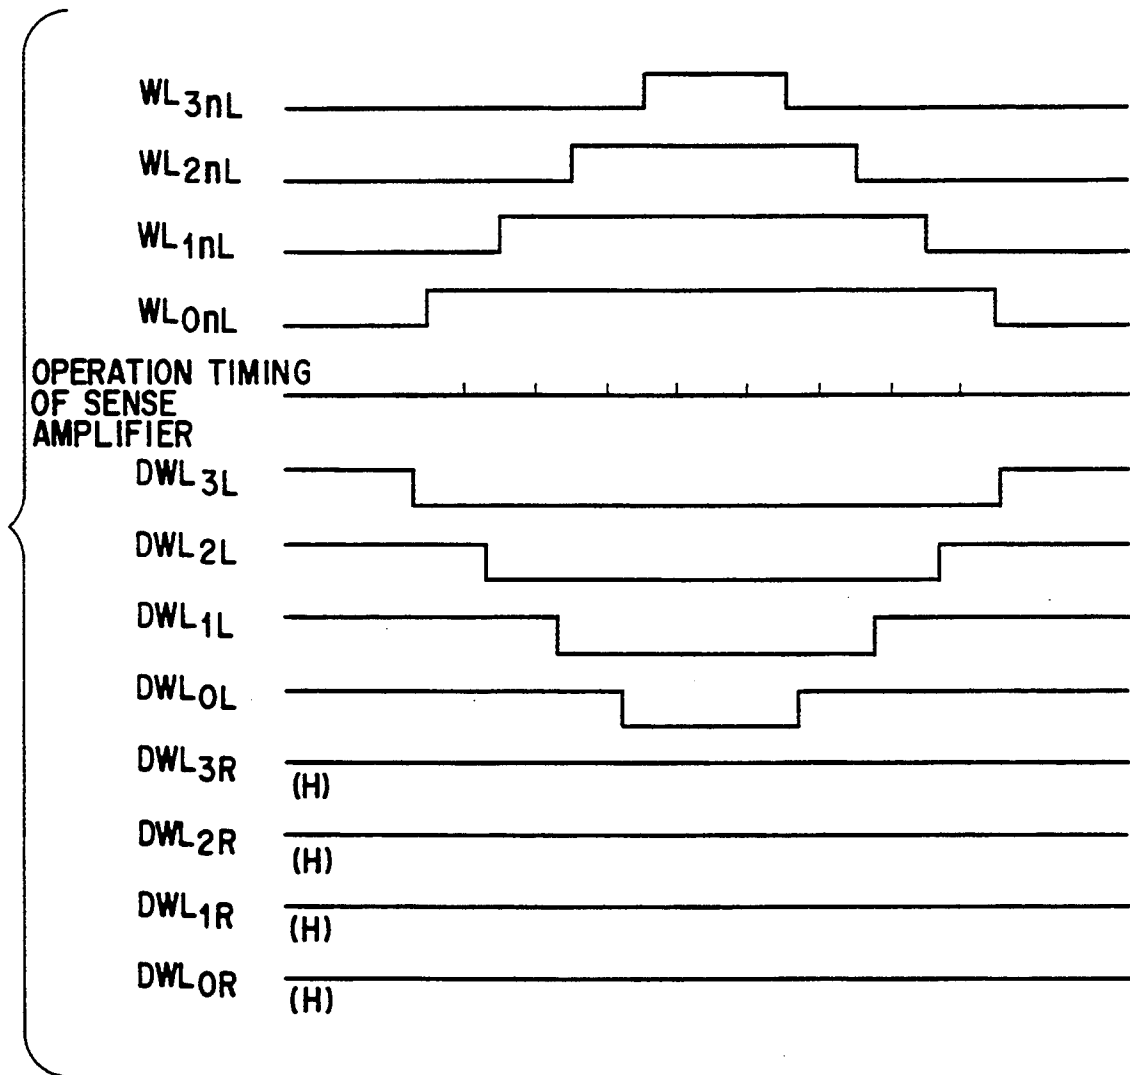 WL3nL
WL2nL
WL1nL
WL0nL
OPERATION TIMING
OF SENSE
AMPLIFIER
DWL3L
DWL2L
DWL1L
DWL0L
DWL3R
(H)
DWL2R
(H)
DWL1R
(H)
DWL0R
(H)